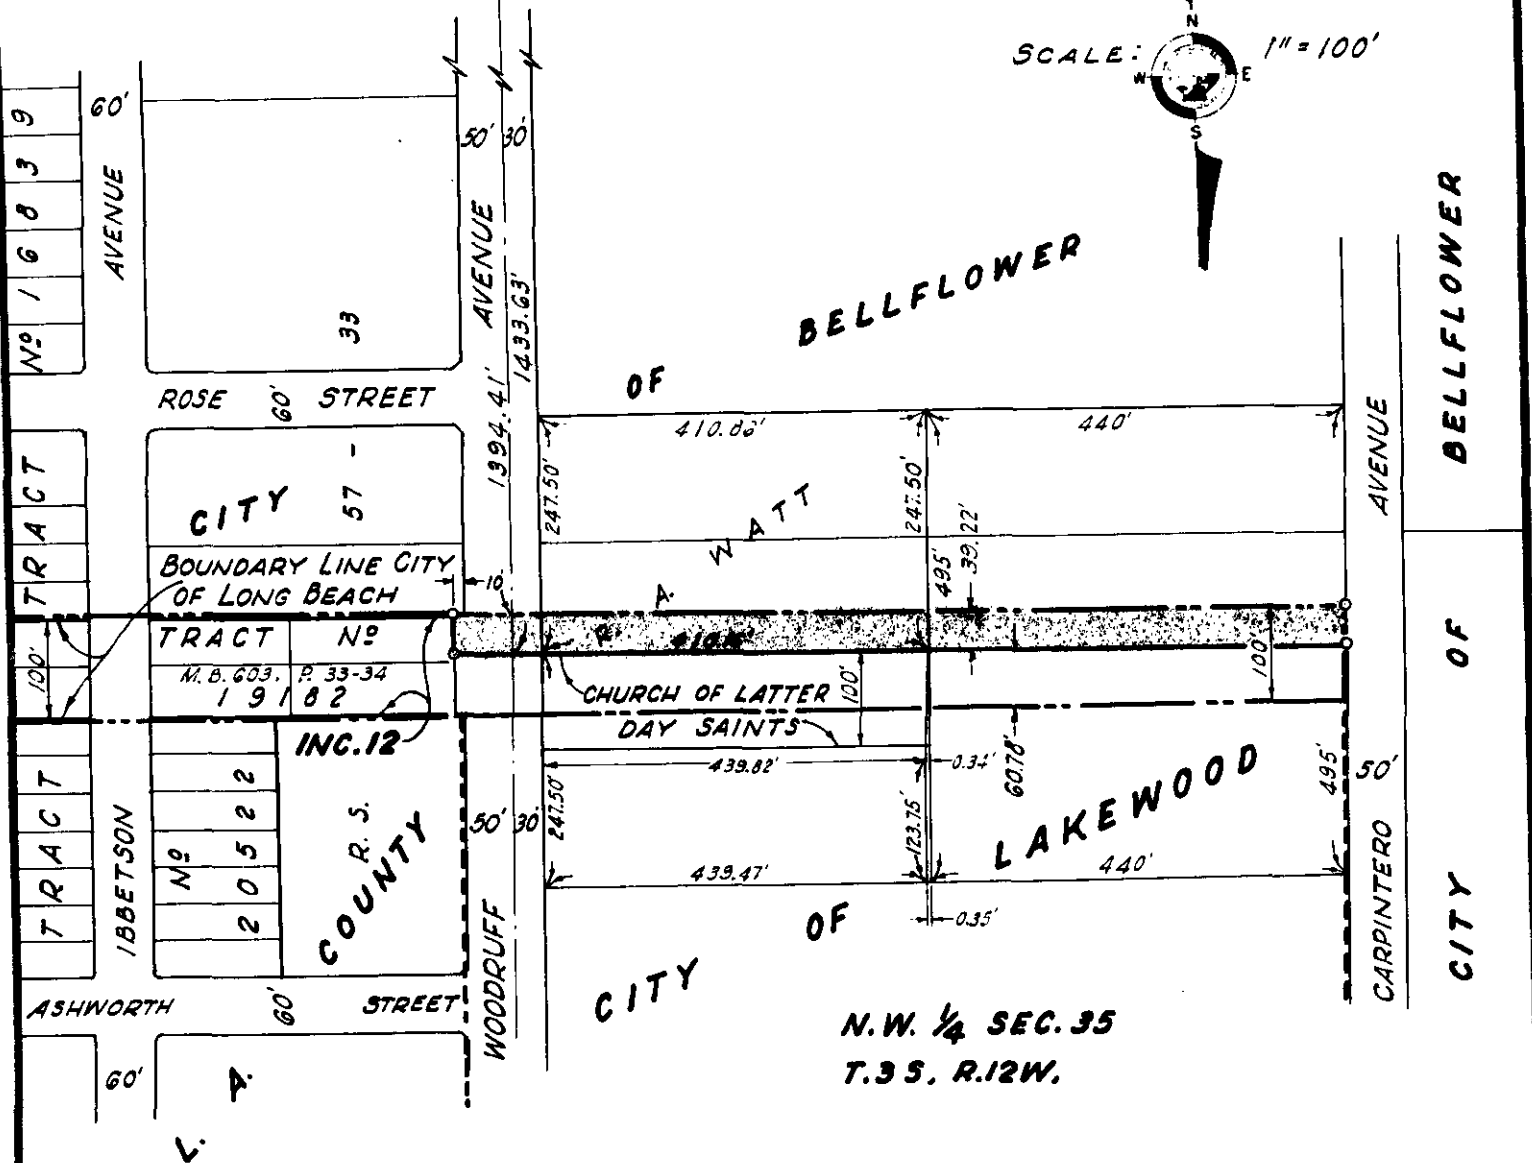 N
SCALE: 1" = 100'
W E
S
60'
AVENUE
Nº 16839
50' 30'
AVENUE
1433.63'
1394.41'
33
BELLFLOWER
OF
BELLFLOWER
ROSE 60' STREET
440'
AVENUE
TRACT
CITY
57 -
247.50'
247.50'
WATT
A.
R.
495'
39.22'
BOUNDARY LINE CITY
OF LONG BEACH
10'
TRACT Nº
M.B. 603, P. 33-34
19182
100'
CHURCH OF LATTER
DAY SAINTS
100'
100'
OF
INC. 12
439.82'
0.34'
60.78'
LAKEWOOD
495'
50'
TRACT
IBBETSON
Nº 20522
R. S.
COUNTY
50' 30'
247.50'
123.75'
439.47'
440'
0.35'
OF
CITY
CARPINTERO
CITY
WOODRUFF
ASHWORTH 60' STREET
N.W. ¼ SEC. 35
T.3 S. R.12W.
60'
L. A.